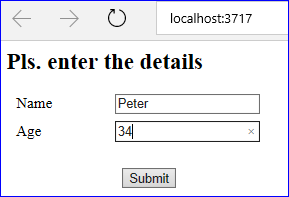 localhost:3717
Pls. enter the details
Name Peter
Age 34 ×
Submit